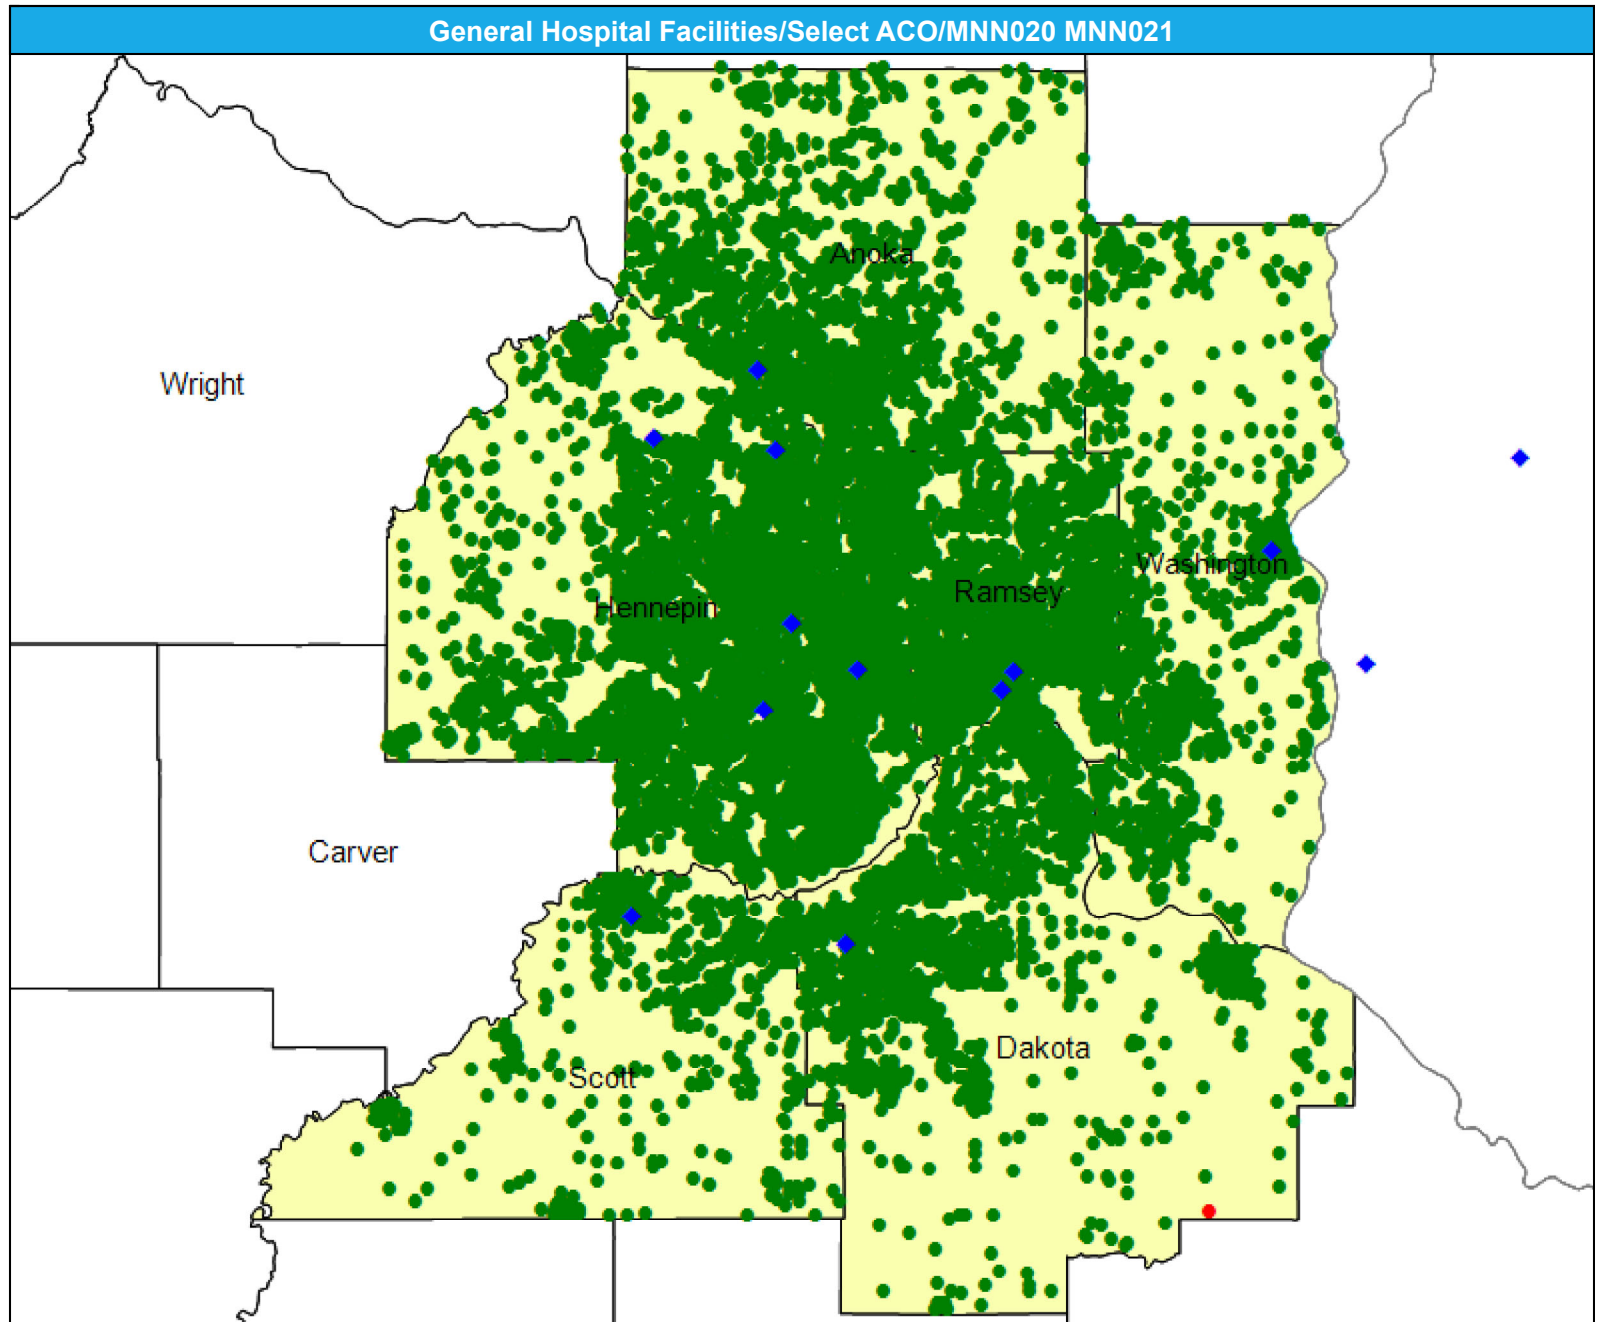 General Hospital Facilities/Select ACO/MNN020 MNN021
Anoka
Wright
Washington
Ramsey
Hennepin
Carver
Dakota
Scott